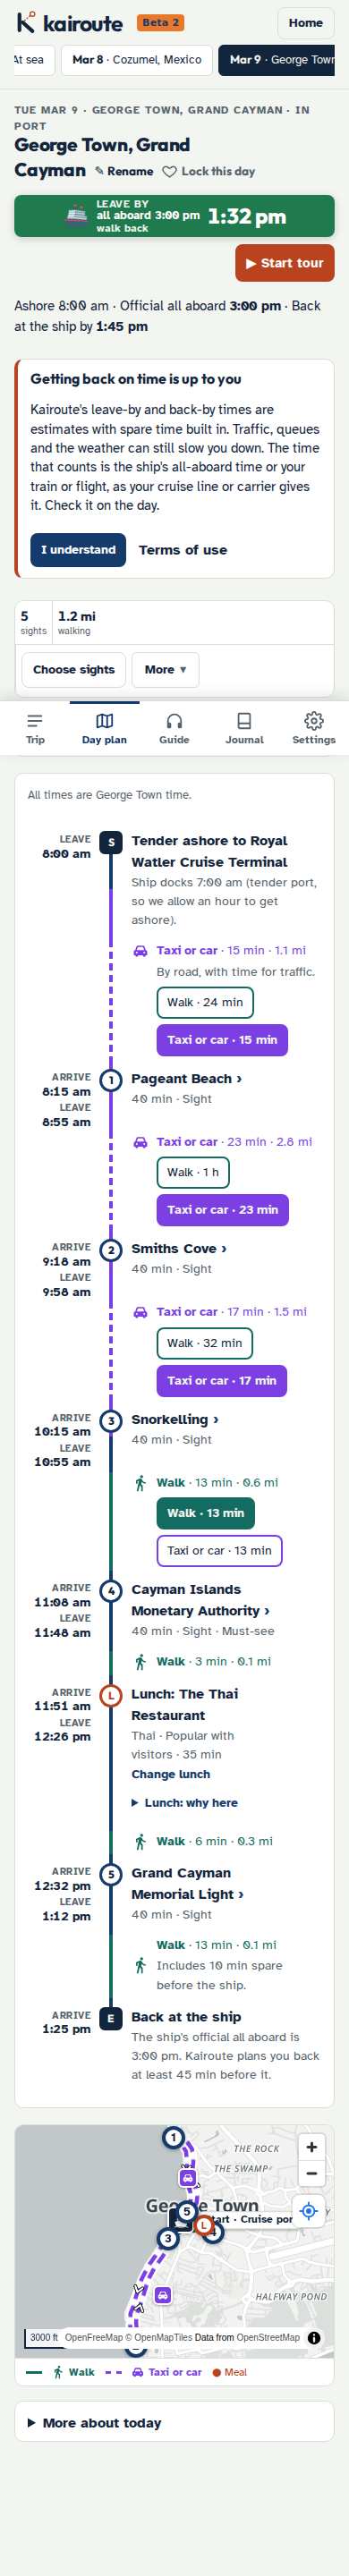 kairoute Beta 2 Home
At sea Mar 8 · Cozumel, Mexico Mar 9 · George Town
TUE MAR 9 · GEORGE TOWN, GRAND CAYMAN · IN
PORT
George Town, Grand
Cayman ✎ Rename Lock this day
LEAVE BY
all aboard 3:00 pm
walk back
1:32 pm
▶ Start tour
Ashore 8:00 am · Official all aboard 3:00 pm · Back
at the ship by 1:45 pm
Getting back on time is up to you
Kairoute's leave-by and back-by times are
estimates with spare time built in. Traffic, queues
and the weather can still slow you down. The time
that counts is the ship's all-aboard time or your
train or flight, as your cruise line or carrier gives
it. Check it on the day.
I understand Terms of use
5 1.2 mi
sights walking
Choose sights More ▾
Trip Day plan Guide Journal Settings
All times are George Town time.
LEAVE
8:00 am
S
Tender ashore to Royal
Watler Cruise Terminal
Ship docks 7:00 am (tender port,
so we allow an hour to get
ashore).
Taxi or car · 15 min · 1.1 mi
By road, with time for traffic.
Walk · 24 min
Taxi or car · 15 min
ARRIVE
8:15 am
LEAVE
8:55 am
1
Pageant Beach ›
40 min · Sight
Taxi or car · 23 min · 2.8 mi
Walk · 1 h
Taxi or car · 23 min
ARRIVE
9:18 am
LEAVE
9:58 am
2
Smiths Cove ›
40 min · Sight
Taxi or car · 17 min · 1.5 mi
Walk · 32 min
Taxi or car · 17 min
ARRIVE
10:15 am
LEAVE
10:55 am
3
Snorkelling ›
40 min · Sight
Walk · 13 min · 0.6 mi
Walk · 13 min
Taxi or car · 13 min
ARRIVE
11:08 am
LEAVE
11:48 am
4
Cayman Islands
Monetary Authority ›
40 min · Sight · Must-see
Walk · 3 min · 0.1 mi
ARRIVE
11:51 am
LEAVE
12:26 pm
L
Lunch: The Thai
Restaurant
Thai · Popular with
visitors · 35 min
Change lunch
▶ Lunch: why here
Walk · 6 min · 0.3 mi
ARRIVE
12:32 pm
LEAVE
1:12 pm
5
Grand Cayman
Memorial Light ›
40 min · Sight
Walk · 13 min · 0.1 mi
Includes 10 min spare
before the ship.
ARRIVE
1:25 pm
E
Back at the ship
The ship's official all aboard is
3:00 pm. Kairoute plans you back
at least 45 min before it.
1
THE ROCK
THE SWAMP
George Town
5
L
4
3
HALFWAY POND
3000 ft OpenFreeMap © OpenMapTiles Data from OpenStreetMap
Walk Taxi or car Meal
▶ More about today